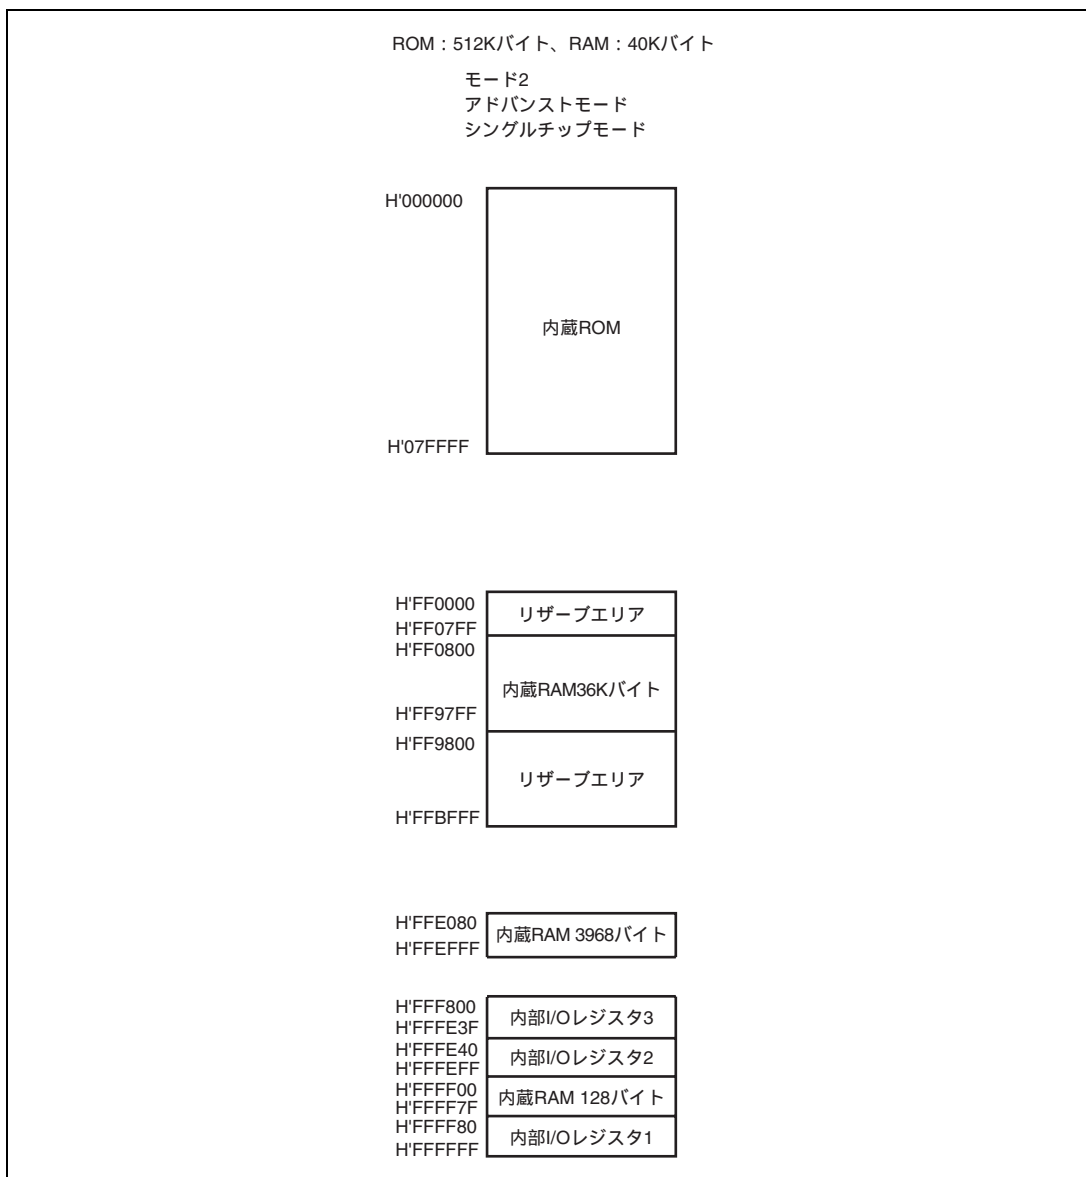 ROM：512Kバイト、RAM：40Kバイト
モード2
アドバンストモード
シングルチップモード
H'000000
内蔵ROM
H'07FFFF
H'FF0000
リザーブエリア
H'FF07FF
H'FF0800
内蔵RAM36Kバイト
H'FF97FF
H'FF9800
リザーブエリア
H'FFBFFF
H'FFE080
内蔵RAM 3968バイト
H'FFEFFF
H'FFF800
内部I/Oレジスタ3
H'FFFE3F
H'FFFE40
内部I/Oレジスタ2
H'FFFEFF
H'FFFF00
内蔵RAM 128バイト
H'FFFF7F
H'FFFF80
内部I/Oレジスタ1
H'FFFFFF